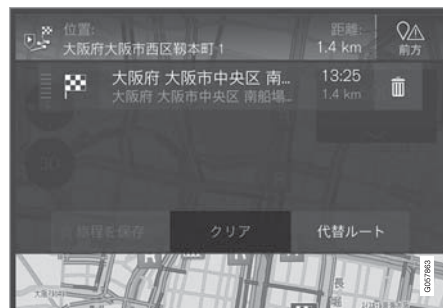 位置:
大阪府大阪市西区靱本町 1
距離:
1.4 km
前方
大阪府 大阪市中央区 南...
大阪府 大阪市中央区 南船場...
13:25
1.4 km
30
旅程を保存
クリア
代替ルート
G057863